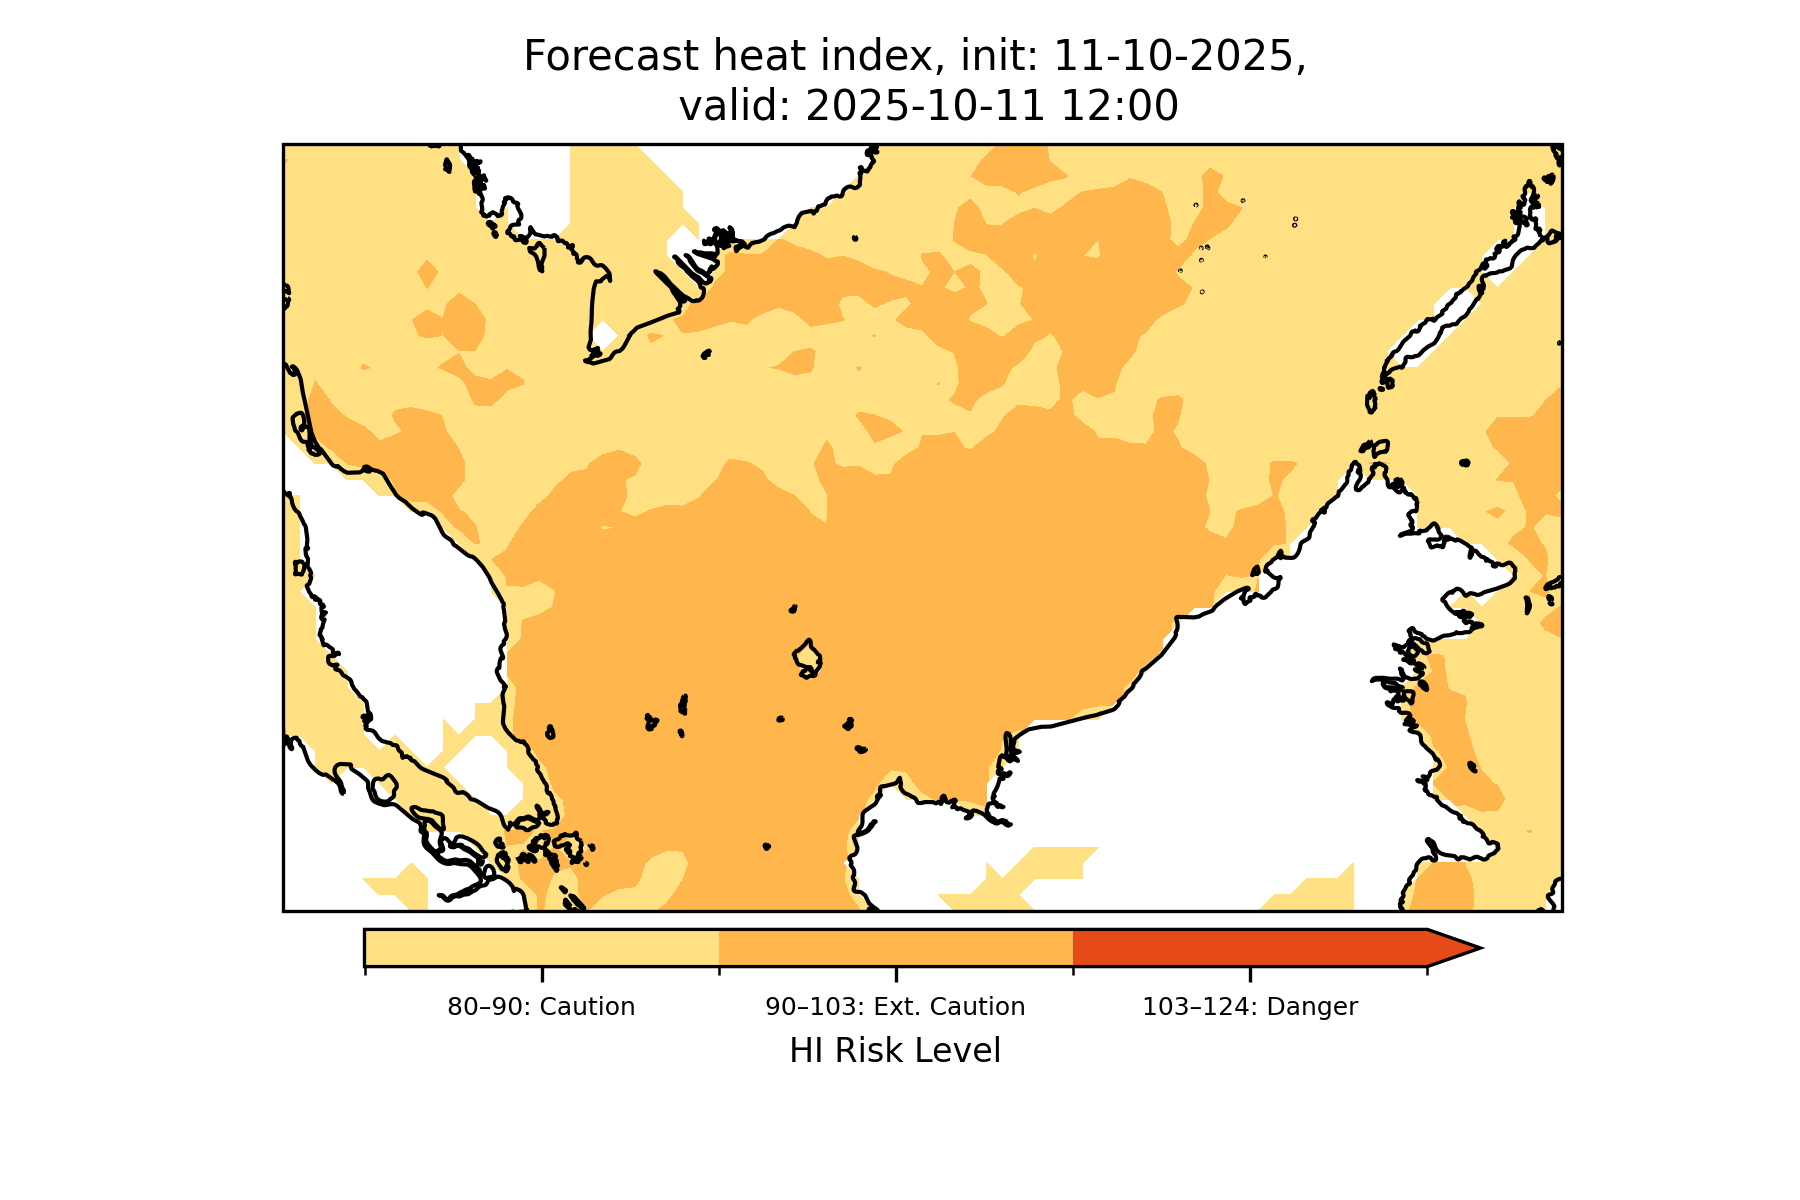 Forecast heat index, init: 11-10-2025,
valid: 2025-10-11 12:00
80–90: Caution
90–103: Ext. Caution
103–124: Danger
HI Risk Level